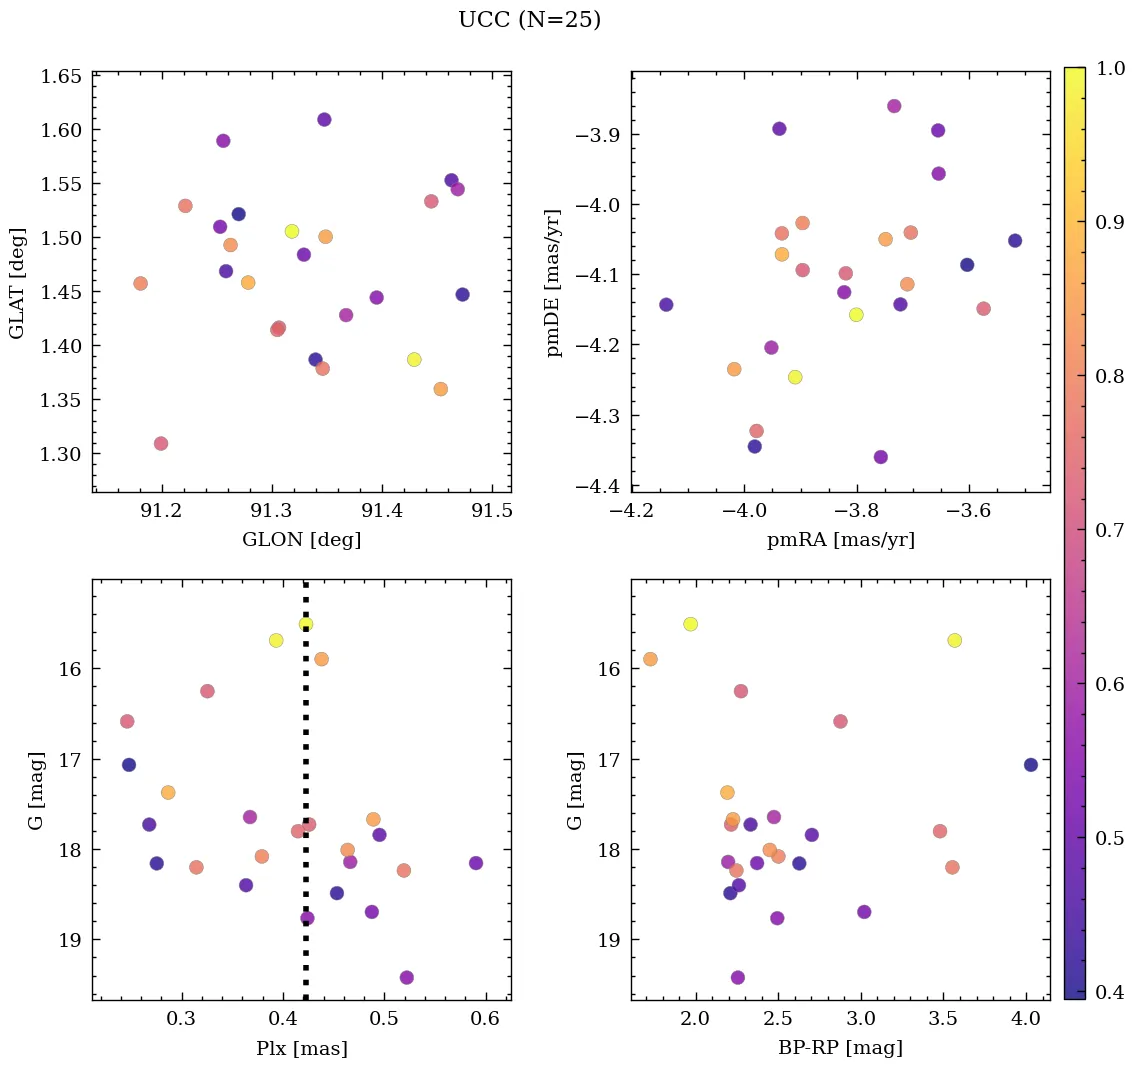 UCC (N=25)
1.65
1.60
1.55
1.50
1.45
1.40
1.35
1.30
GLAT [deg]
91.2 91.3 91.4 91.5
GLON [deg]
−3.9
−4.0
−4.1
−4.2
−4.3
−4.4
pmDE [mas/yr]
−4.2 −4.0 −3.8 −3.6
pmRA [mas/yr]
16
17
18
19
G [mag]
0.3 0.4 0.5 0.6
Plx [mas]
16
17
18
19
G [mag]
2.0 2.5 3.0 3.5 4.0
BP-RP [mag]
1.0
0.9
0.8
0.7
0.6
0.5
0.4